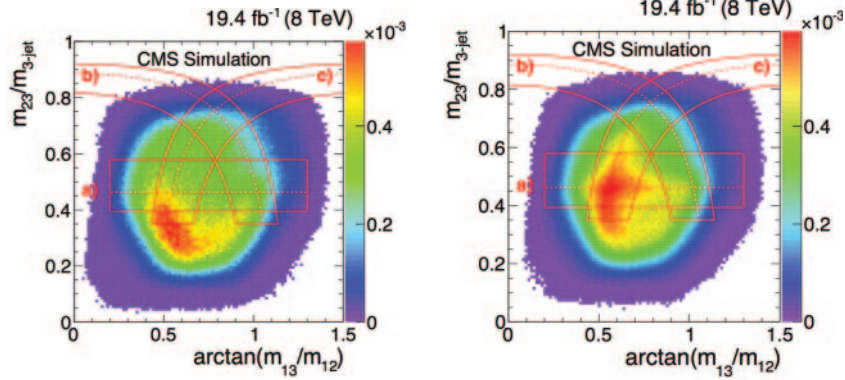 19.4 fb⁻¹ (8 TeV)
×10⁻³
m₂₃/m₃₋jet
CMS Simulation
b)
c)
a)
1
0.8
0.6
0.4
0.2
0
0
0.5
1
1.5
0.4
0.2
0
arctan(m₁₃/m₁₂)
19.4 fb⁻¹ (8 TeV)
×10⁻³
m₂₃/m₃₋jet
CMS Simulation
b)
c)
a)
1
0.8
0.6
0.4
0.2
0
0
0.5
1
1.5
0.4
0.2
0
arctan(m₁₃/m₁₂)